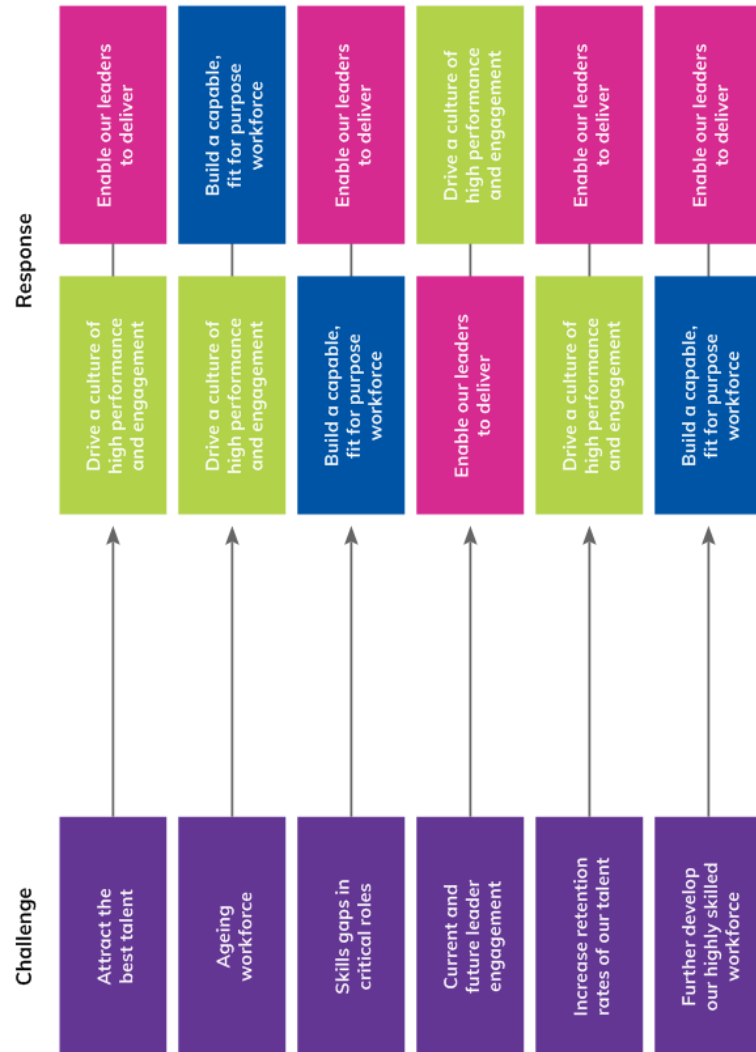 Challenge
Response
Attract the
best talent
Drive a culture of
high performance
and engagement
Enable our leaders
to deliver
Ageing
workforce
Drive a culture of
high performance
and engagement
Build a capable,
fit for purpose
workforce
Skills gaps in
critical roles
Build a capable,
fit for purpose
workforce
Enable our leaders
to deliver
Current and
future leader
engagement
Enable our leaders
to deliver
Drive a culture of
high performance
and engagement
Increase retention
rates of our talent
Drive a culture of
high performance
and engagement
Enable our leaders
to deliver
Further develop
our highly skilled
workforce
Build a capable,
fit for purpose
workforce
Enable our leaders
to deliver